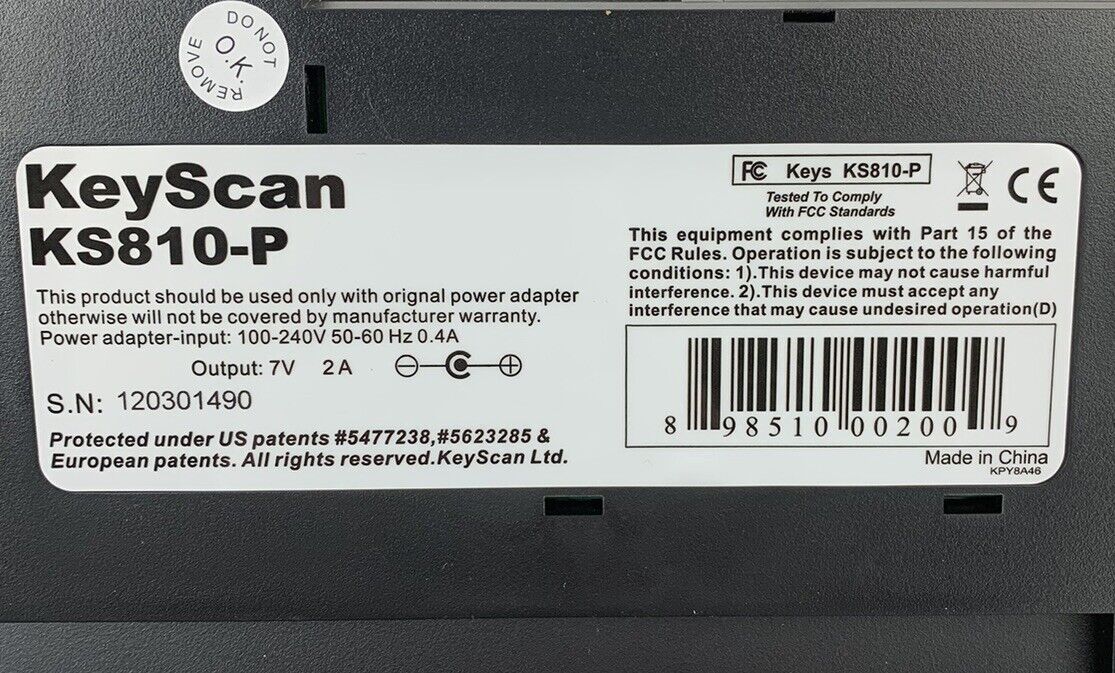 DO NOT
REMOVE
O.K.
KeyScan
KS810-P
This product should be used only with orignal power adapter
otherwise will not be covered by manufacturer warranty.
Power adapter-input: 100-240V 50-60 Hz 0.4A
Output: 7V 2A
S.N: 120301490
Protected under US patents #5477238,#5623285 &
European patents. All rights reserved.KeyScan Ltd.
FC Keys KS810-P
Tested To Comply
With FCC Standards
CE
This equipment complies with Part 15 of the
FCC Rules. Operation is subject to the following
conditions: 1).This device may not cause harmful
interference. 2).This device must accept any
interference that may cause undesired operation(D)
8 98510 00200 9
Made in China
KPY8A46